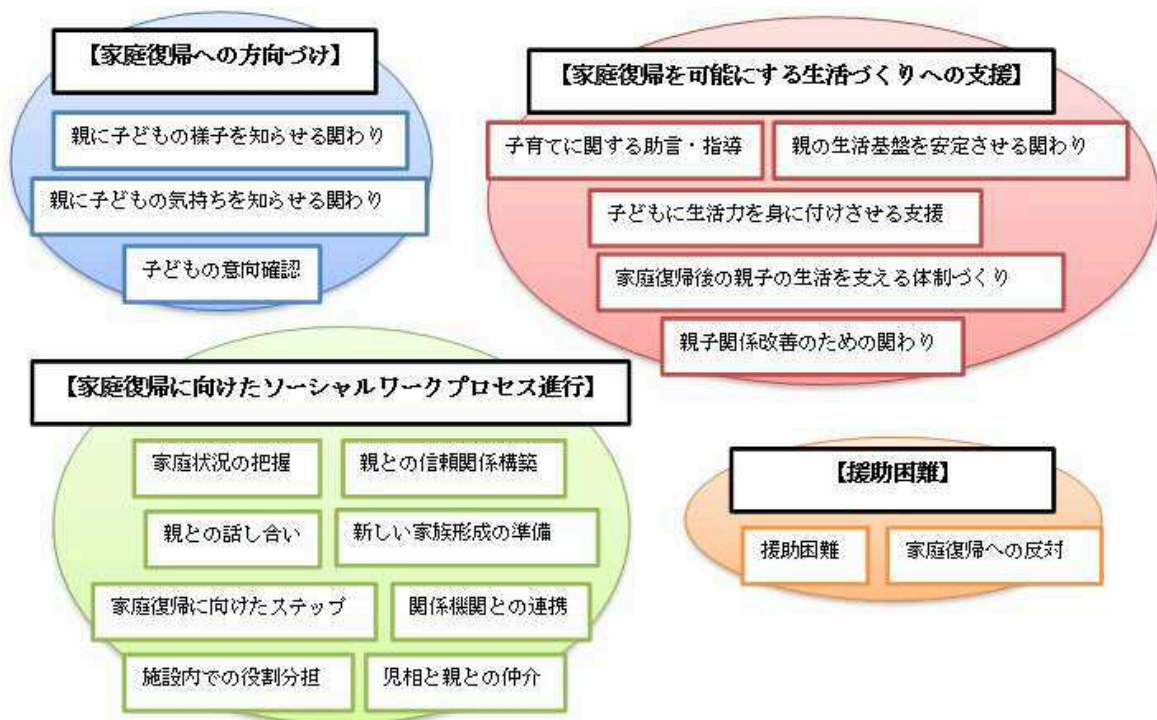 【家庭復帰への方向づけ】
親に子どもの様子を知らせる関わり
親に子どもの気持ちを知らせる関わり
子どもの意向確認
【家庭復帰を可能にする生活づくりへの支援】
子育てに関する助言・指導
親の生活基盤を安定させる関わり
子どもに生活力を身に付けさせる支援
家庭復帰後の親子の生活を支える体制づくり
親子関係改善のための関わり
【家庭復帰に向けたソーシャルワークプロセス進行】
家庭状況の把握
親との信頼関係構築
親との話し合い
新しい家族形成の準備
家庭復帰に向けたステップ
関係機関との連携
施設内での役割分担
児相と親との仲介
【援助困難】
援助困難
家庭復帰への反対